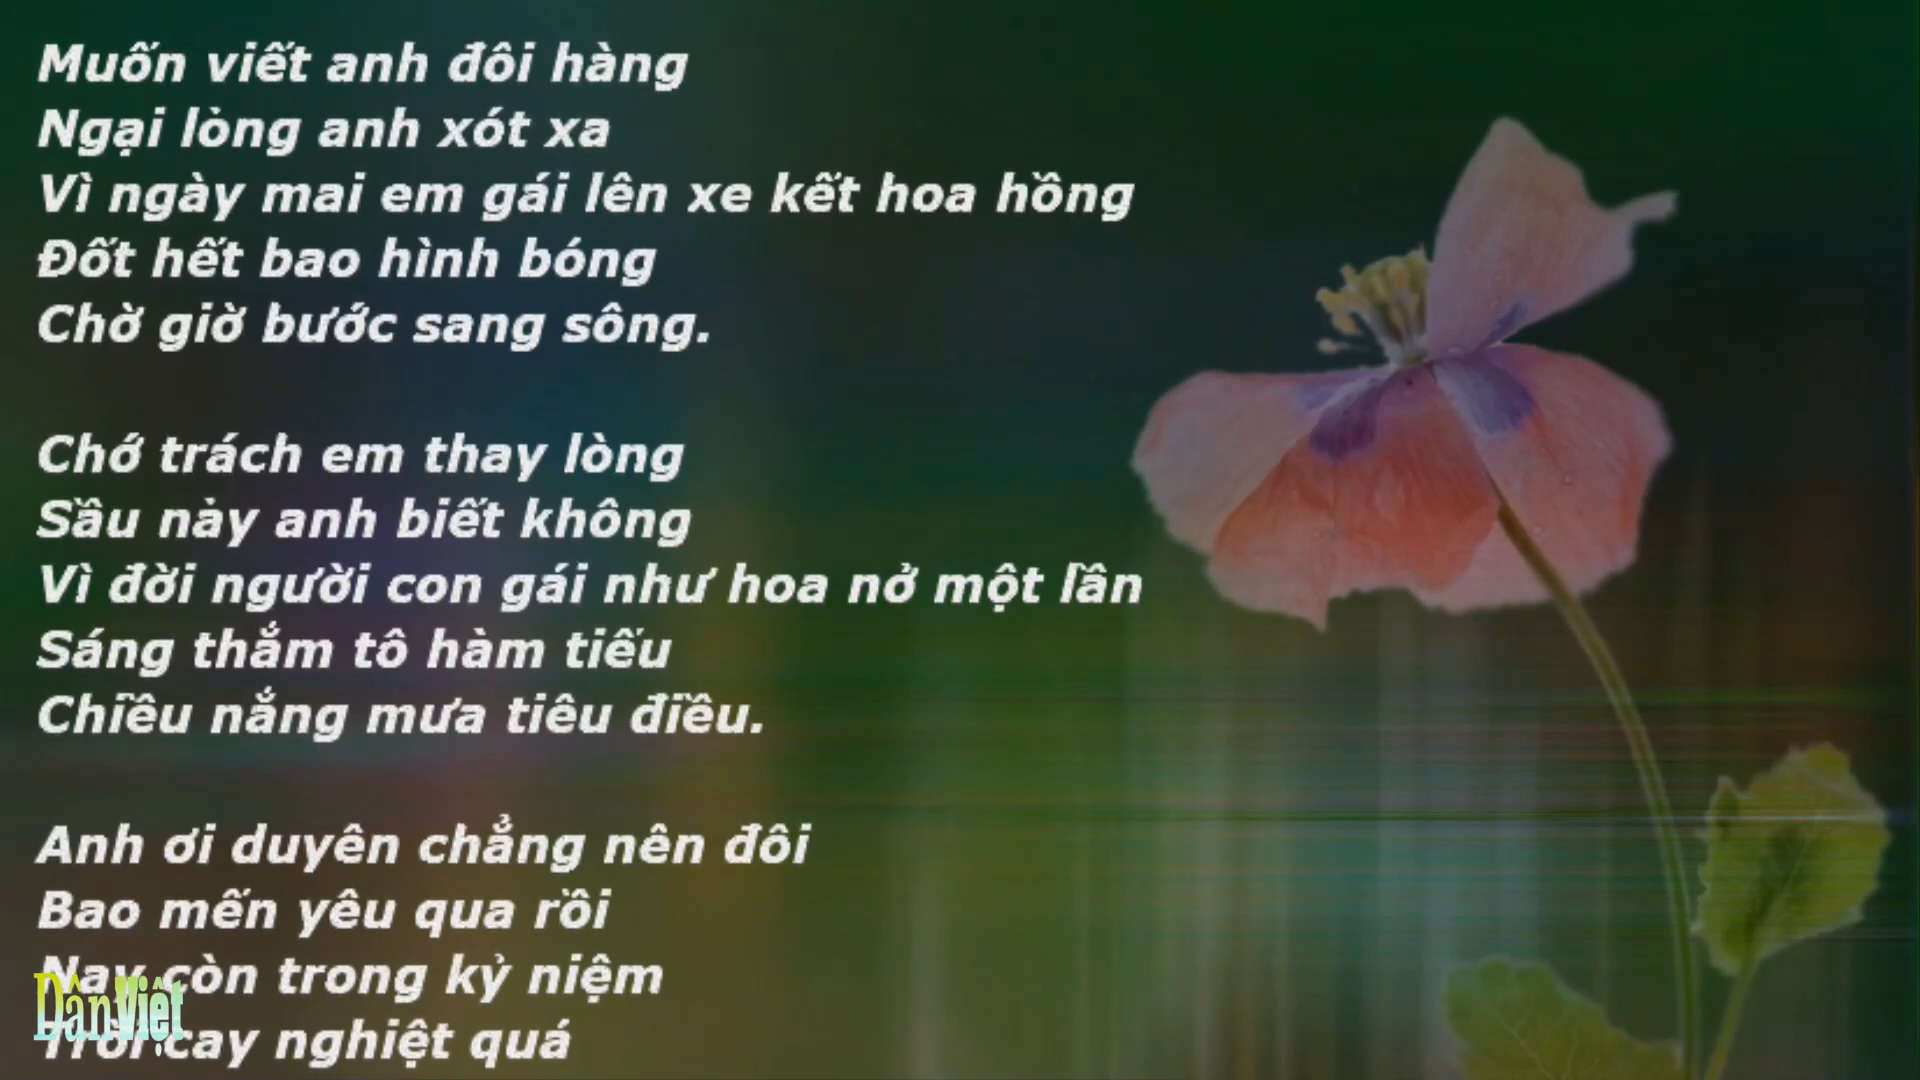 Muốn viết anh đôi hàng
Ngại lòng anh xót xa
Vì ngày mai em gái lên xe kết hoa hồng
Đốt hết bao hình bóng
Chờ giờ bước sang sông.
Chớ trách em thay lòng
Sầu này anh biết không
Vì đời người con gái như hoa nở một lần
Sáng thắm tô hàm tiếu
Chiều nắng mưa tiêu điều.
Anh ơi duyên chẳng nên đôi
Bao mến yêu qua rồi
Nay còn trong kỷ niệm
Trời cay nghiệt quá
DânViệt